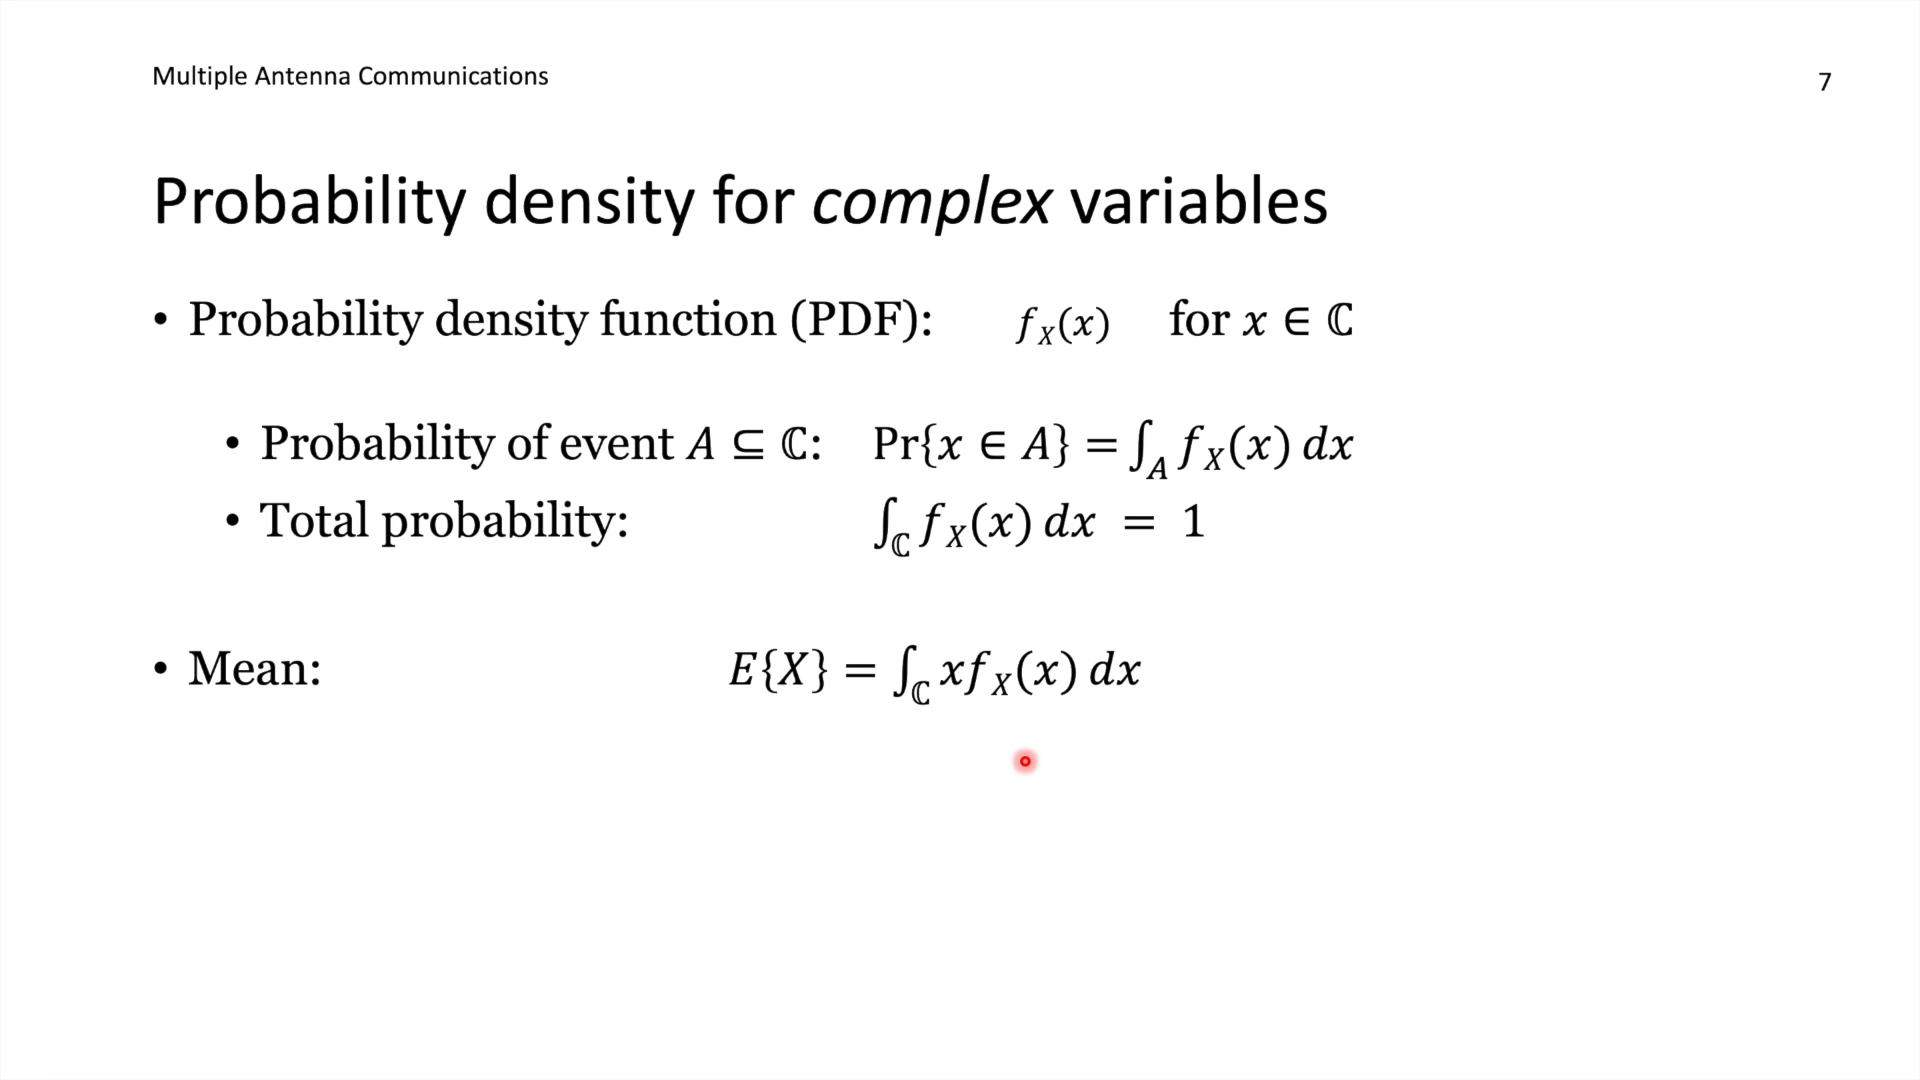 Multiple Antenna Communications
7
Probability density for complex variables
• Probability density function (PDF): f_X(x) for x ∈ ℂ
• Probability of event A ⊆ ℂ: Pr{x ∈ A} = ∫_A f_X(x) dx
• Total probability: ∫_ℂ f_X(x) dx = 1
• Mean: E{X} = ∫_ℂ x f_X(x) dx